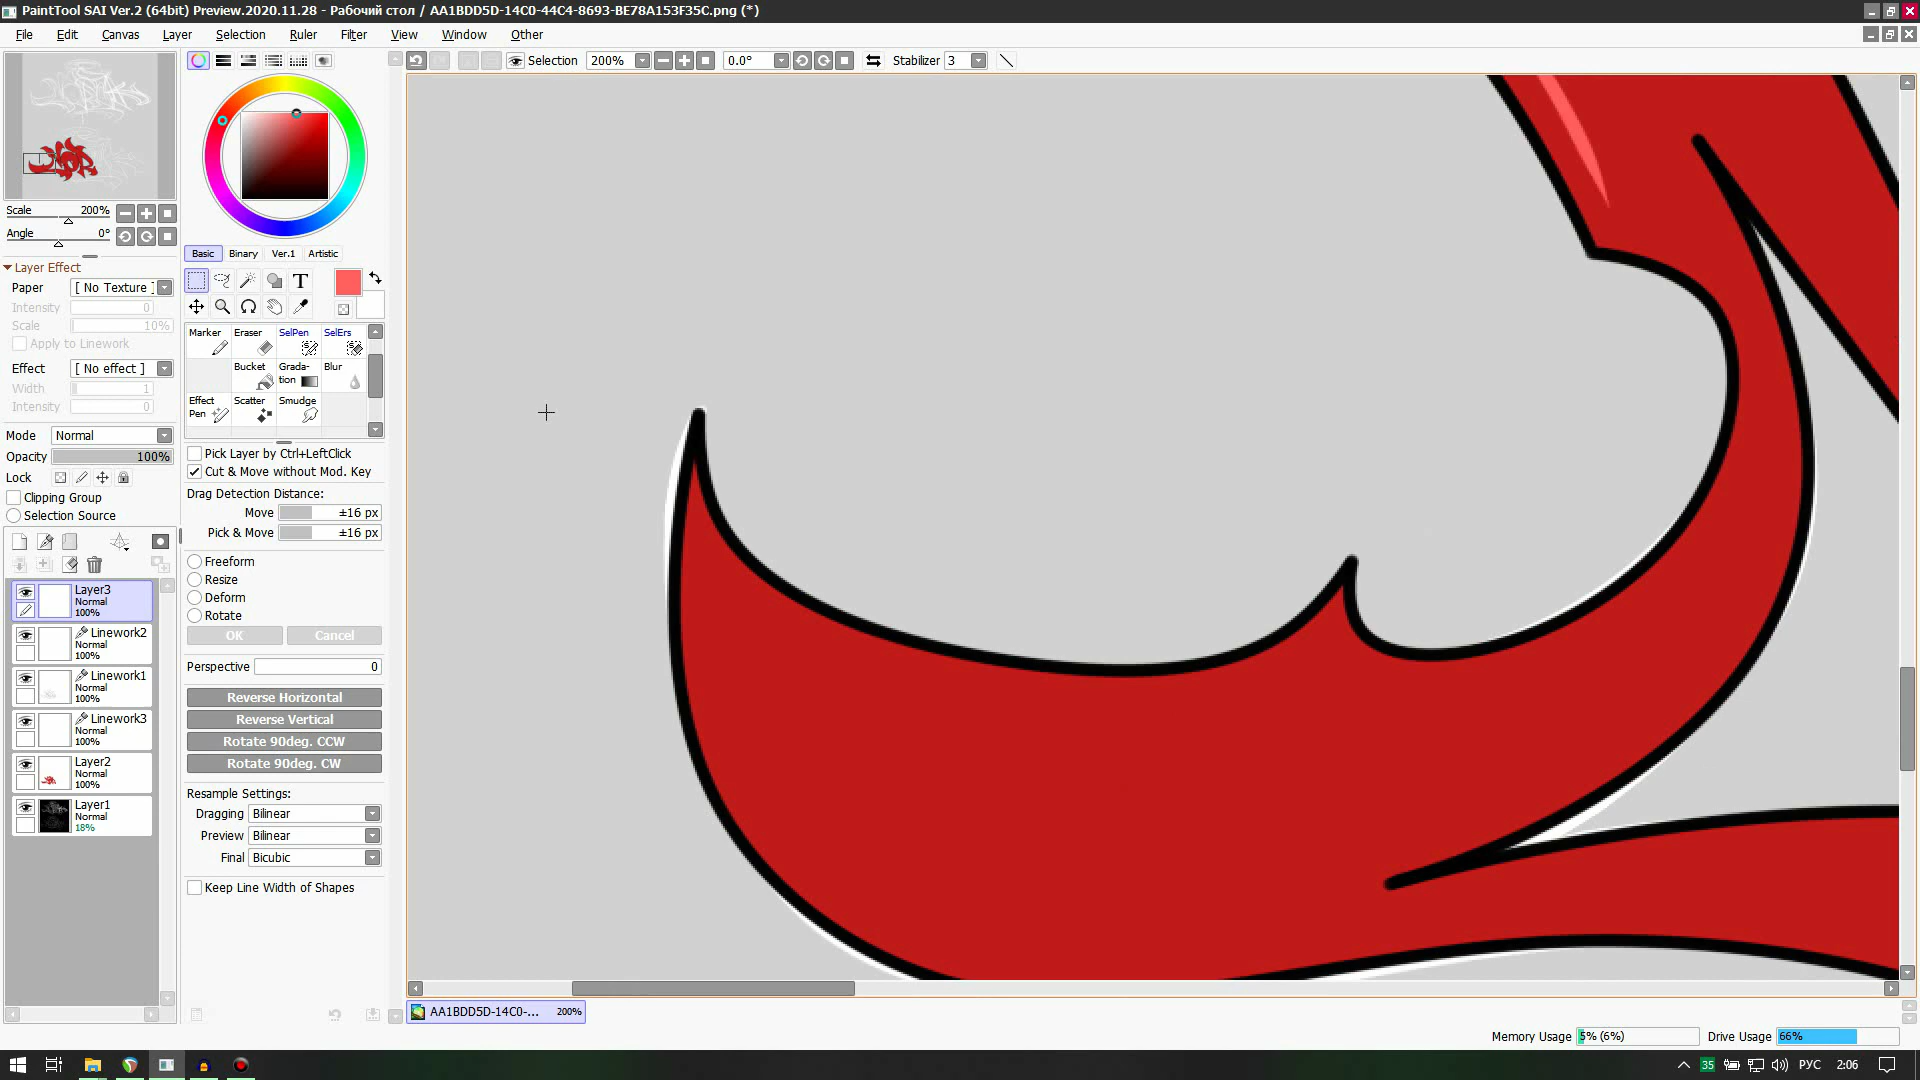 PaintTool SAI Ver.2 (64bit) Preview.2020.11.28 - Рабочий стол / AA1BDD5D-14C0-44C4-8693-BE78A153F35C.png (*)
File Edit Canvas Layer Selection Ruler Filter View Window Other
Selection 200% 0.0° Stabilizer 3
Scale 200%
Angle 0°
Layer Effect
Paper [ No Texture ]
Intensity 0
Scale 10%
Apply to Linework
Effect [ No effect ]
Width 1
Intensity 0
Mode Normal
Opacity 100%
Lock
Clipping Group
Selection Source
Layer3
Normal
100%
Linework2
Normal
100%
Linework1
Normal
100%
Linework3
Normal
100%
Layer2
Normal
100%
Layer1
Normal
18%
Basic Binary Ver.1 Artistic
T
Marker Eraser SelPen SelErs
Bucket Grada-tion Blur
Effect Pen Scatter Smudge
Pick Layer by Ctrl+LeftClick
Cut & Move without Mod. Key
Drag Detection Distance:
Move ±16 px
Pick & Move ±16 px
Freeform
Resize
Deform
Rotate
OK Cancel
Perspective 0
Reverse Horizontal
Reverse Vertical
Rotate 90deg. CCW
Rotate 90deg. CW
Resample Settings:
Dragging Bilinear
Preview Bilinear
Final Bicubic
Keep Line Width of Shapes
AA1BDD5D-14C0-... 200%
Memory Usage 5% (6%) Drive Usage 66%
35 РУС 2:06